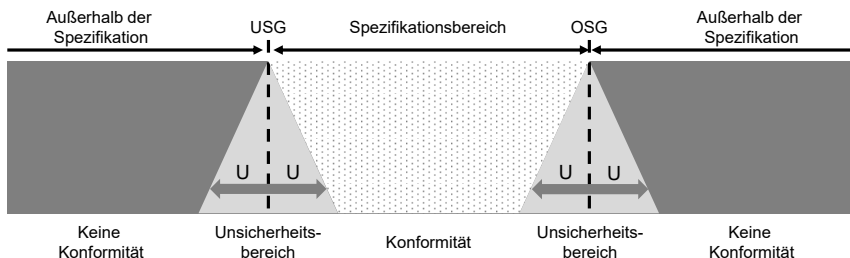 Außerhalb der
Spezifikation
USG
Spezifikationsbereich
OSG
Außerhalb der
Spezifikation
U U
U U
Keine
Konformität
Unsicherheits-
bereich
Konformität
Unsicherheits-
bereich
Keine
Konformität